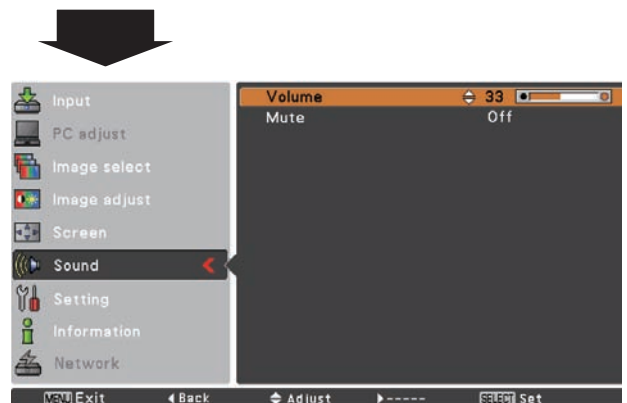 Input
PC adjust
Image select
Image adjust
Screen
Sound
Setting
Information
Network
Volume 33
Mute Off
MENU Exit Back Adjust ----- SELECT Set